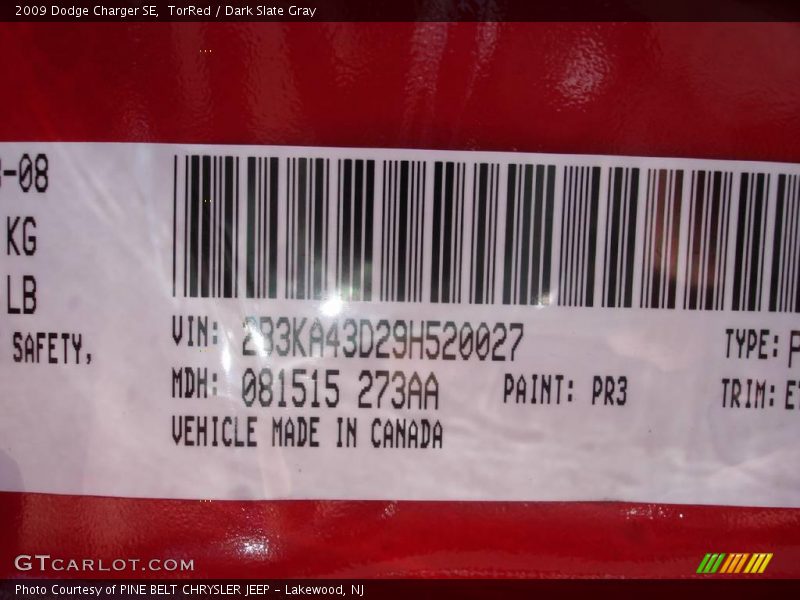 2009 Dodge Charger SE,  TorRed / Dark Slate Gray
-08
KG
LB
SAFETY,
VIN: 2B3KA43D29H520027
TYPE:
MDH: 081515 273AA
PAINT: PR3
TRIM:
VEHICLE MADE IN CANADA
GTCARLOT.COM
Photo Courtesy of PINE BELT CHRYSLER JEEP - Lakewood, NJ